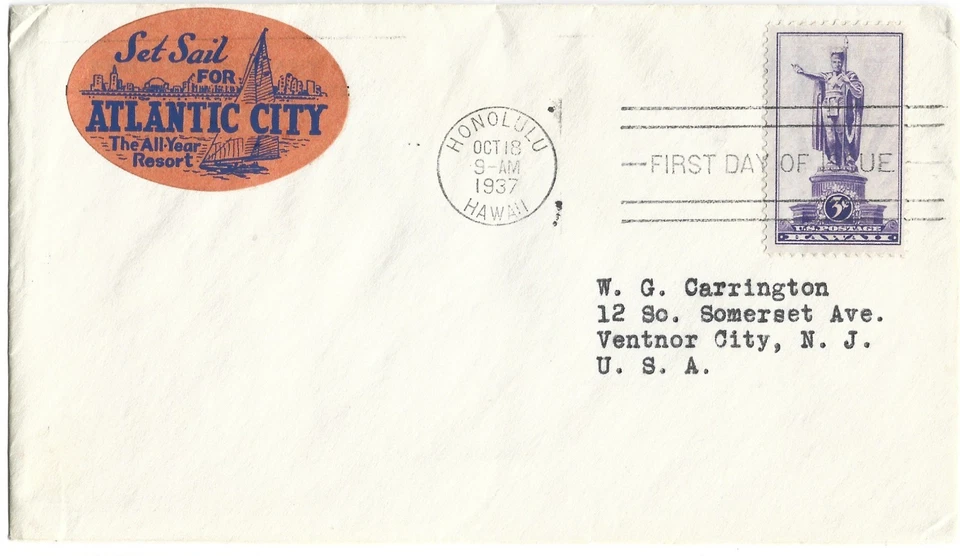 Set Sail
FOR
ATLANTIC CITY
The All-Year
Resort
HONOLULU
OCT 18
9-AM
1937
HAWAII
FIRST DAY OF ISSUE
3¢
U.S. POSTAGE
HAWAII
W. G. Carrington
12 So. Somerset Ave.
Ventnor City, N. J.
U. S. A.